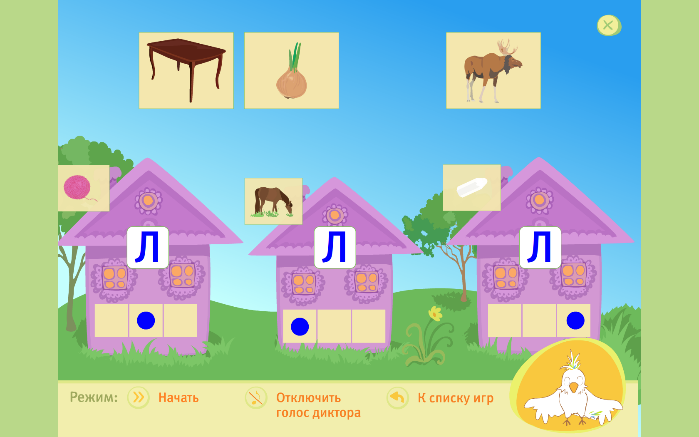 Л
Л
Л
Режим:
Начать
Отключить
голос диктора
К списку игр